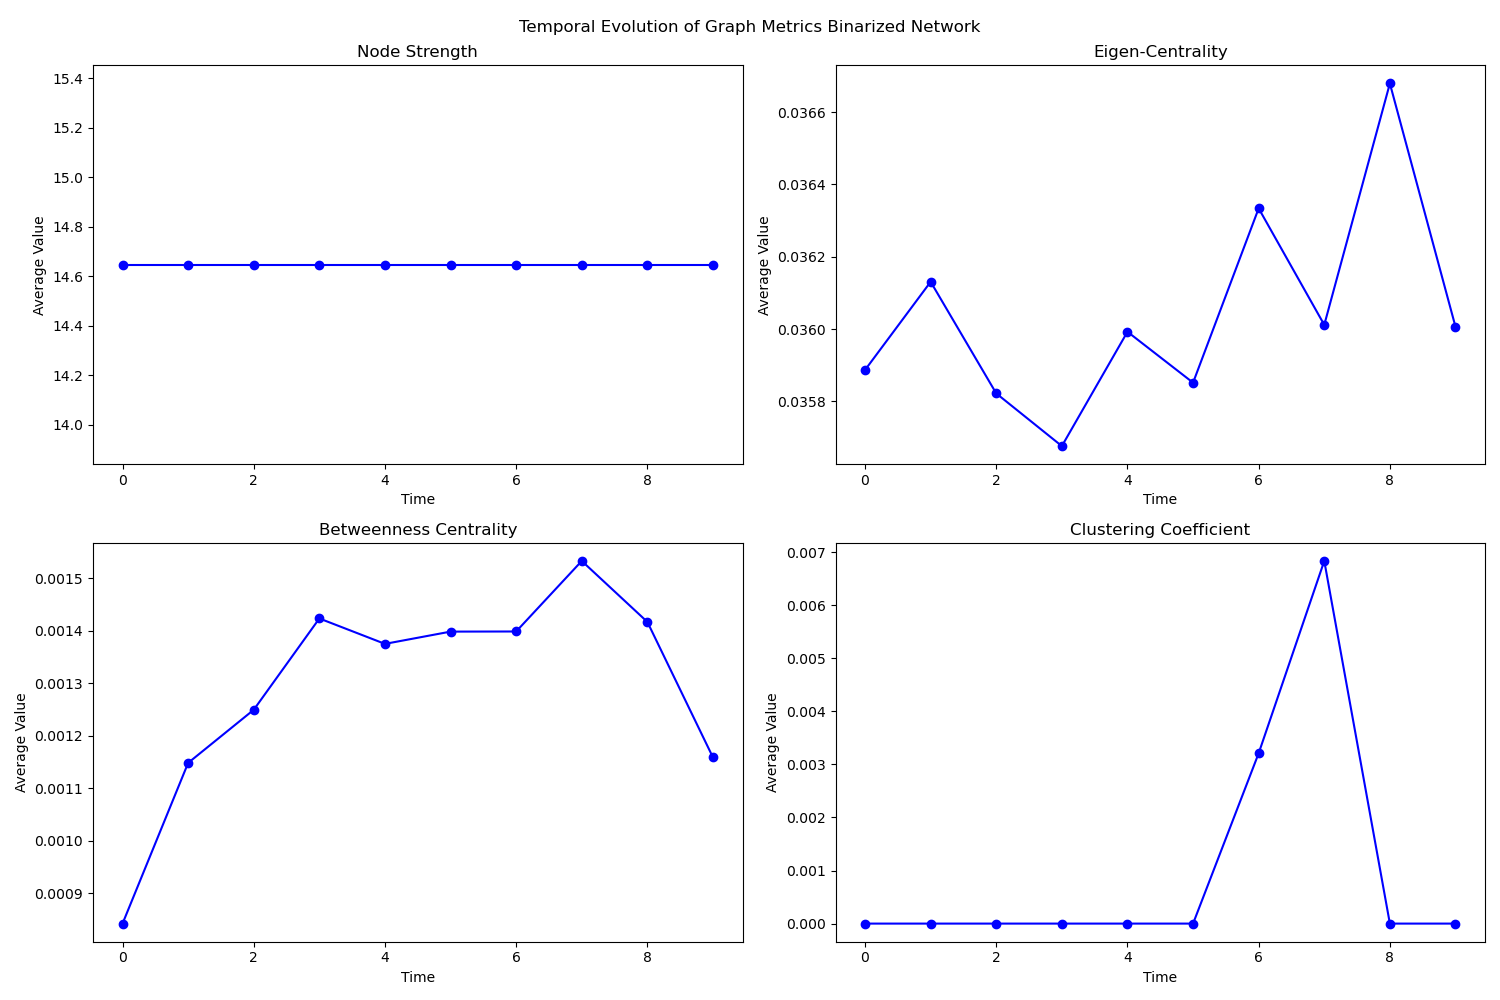 Temporal Evolution of Graph Metrics Binarized Network
Node Strength
15.4
15.2
15.0
14.8
14.6
14.4
14.2
14.0
Average Value
0 2 4 6 8
Time
Eigen-Centrality
0.0366
0.0364
0.0362
0.0360
0.0358
Average Value
0 2 4 6 8
Time
Betweenness Centrality
0.0015
0.0014
0.0013
0.0012
0.0011
0.0010
0.0009
Average Value
0 2 4 6 8
Time
Clustering Coefficient
0.007
0.006
0.005
0.004
0.003
0.002
0.001
0.000
Average Value
0 2 4 6 8
Time